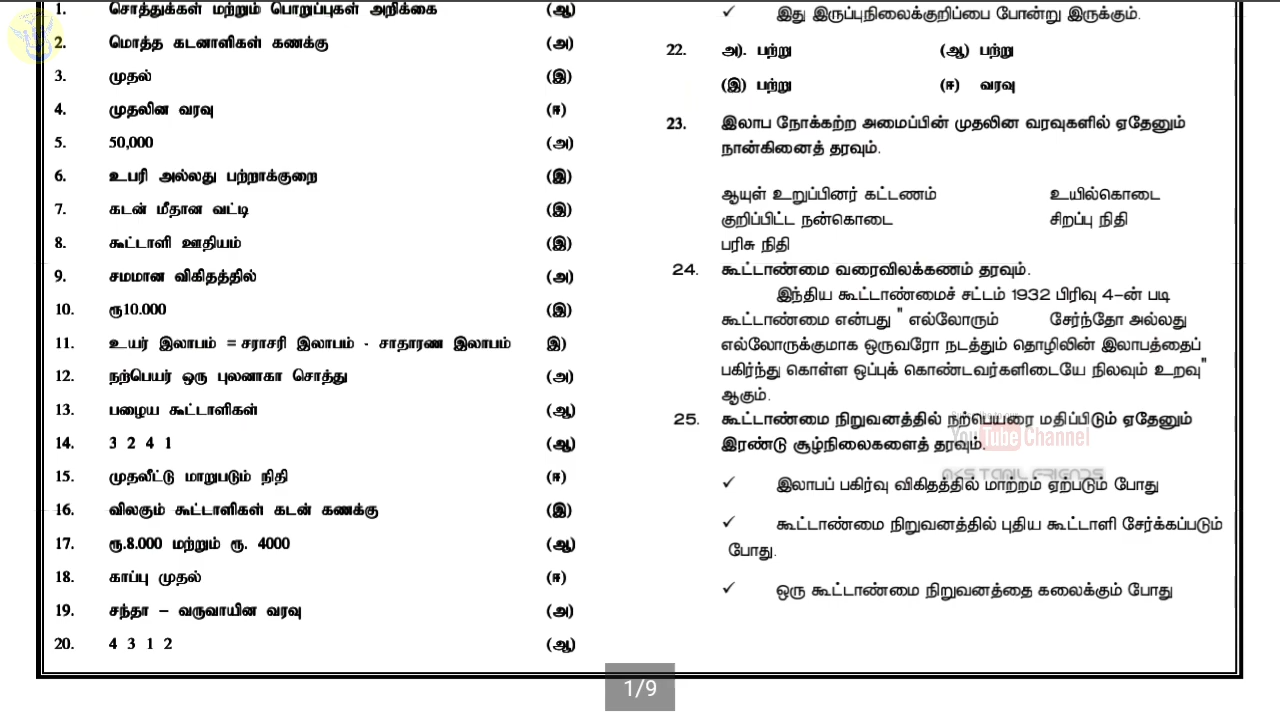 1. சொத்துக்கள் மற்றும் பொறுப்புகள் அறிக்கை (ஆ)
2. மொத்த கடனாளிகள் கணக்கு (அ)
3. முதல் (இ)
4. முதலின வரவு (ஈ)
5. 50,000 (அ)
6. உபரி அல்லது பற்றாக்குறை (இ)
7. கடன் மீதான வட்டி (இ)
8. கூட்டாளி ஊதியம் (இ)
9. சமமான விகிதத்தில் (அ)
10. ரூ10.000 (இ)
11. உயர் இலாபம் = சராசரி இலாபம் - சாதாரண இலாபம் இ)
12. நற்பெயர் ஒரு புலனாகா சொத்து (அ)
13. பழைய கூட்டாளிகள் (ஆ)
14. 3 2 4 1 (ஆ)
15. முதலீட்டு மாறுபடும் நிதி (ஈ)
16. விலகும் கூட்டாளிகள் கடன் கணக்கு (இ)
17. ரூ.8.000 மற்றும் ரூ. 4000 (ஆ)
18. காப்பு முதல் (ஈ)
19. சந்தா – வருவாயின வரவு (அ)
20. 4 3 1 2 (ஆ)
✓ இது இருப்புநிலைக்குறிப்பை போன்று இருக்கும்.
22. அ). பற்று (ஆ) பற்று
(இ) பற்று (ஈ) வரவு
23. இலாப நோக்கற்ற அமைப்பின் முதலின வரவுகளில் ஏதேனும்
நான்கினைத் தரவும்.
ஆயுள் உறுப்பினர் கட்டணம் உயில்கொடை
குறிப்பிட்ட நன்கொடை சிறப்பு நிதி
பரிசு நிதி
24. கூட்டாண்மை வரைவிலக்கணம் தரவும்.
இந்திய கூட்டாண்மைச் சட்டம் 1932 பிரிவு 4-ன் படி
கூட்டாண்மை என்பது " எல்லோரும் சேர்ந்தோ அல்லது
எல்லோருக்குமாக ஒருவரோ நடத்தும் தொழிலின் இலாபத்தைப்
பகிர்ந்து கொள்ள ஒப்புக் கொண்டவர்களிடையே நிலவும் உறவு"
ஆகும்.
25. கூட்டாண்மை நிறுவனத்தில் நற்பெயரை மதிப்பிடும் ஏதேனும்
இரண்டு சூழ்நிலைகளைத் தரவும்.
YouTube Channel
AKS TAMIL FRIENDS
✓ இலாபப் பகிர்வு விகிதத்தில் மாற்றம் ஏற்படும் போது
✓ கூட்டாண்மை நிறுவனத்தில் புதிய கூட்டாளி சேர்க்கப்படும்
போது.
✓ ஒரு கூட்டாண்மை நிறுவனத்தை கலைக்கும் போது
1/9